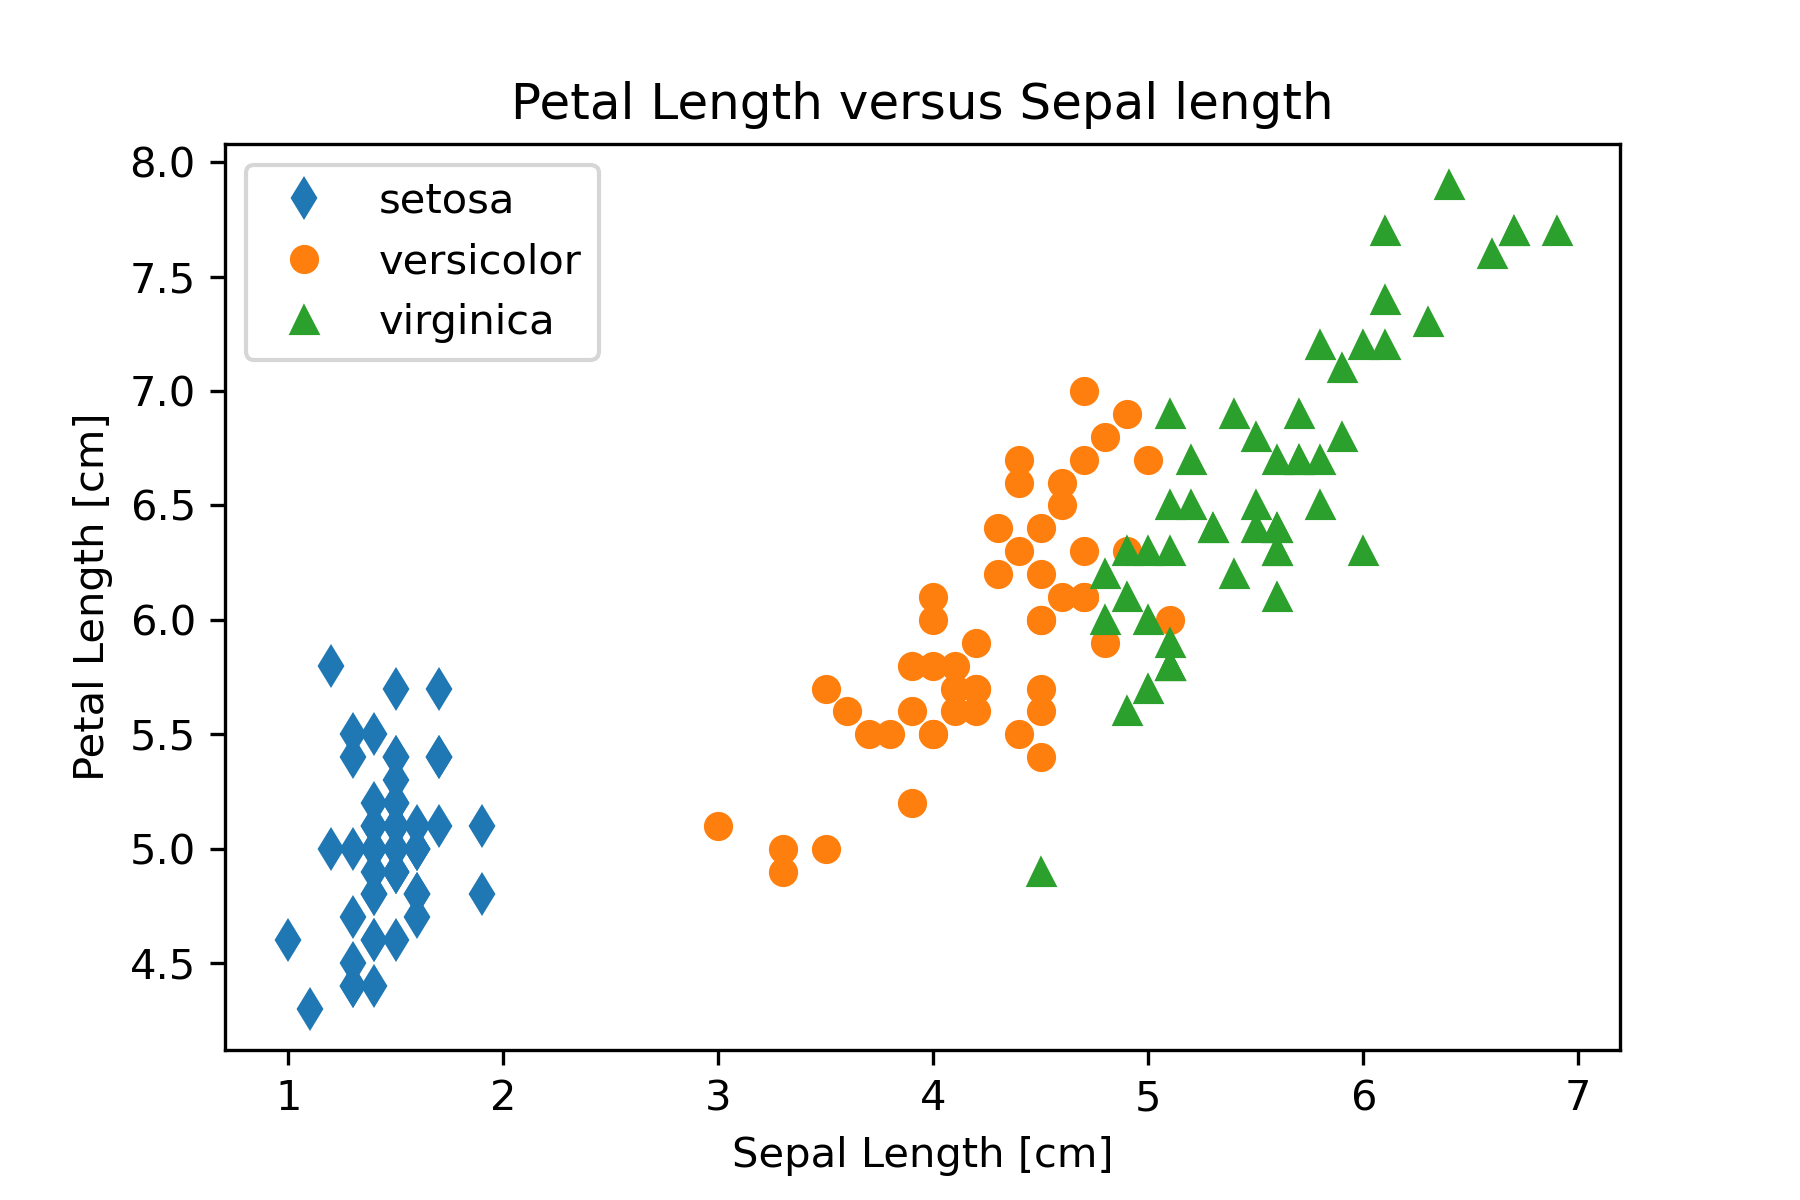 Petal Length versus Sepal length
setosa
versicolor
virginica
Petal Length [cm]
8.0
7.5
7.0
6.5
6.0
5.5
5.0
4.5
1 2 3 4 5 6 7
Sepal Length [cm]